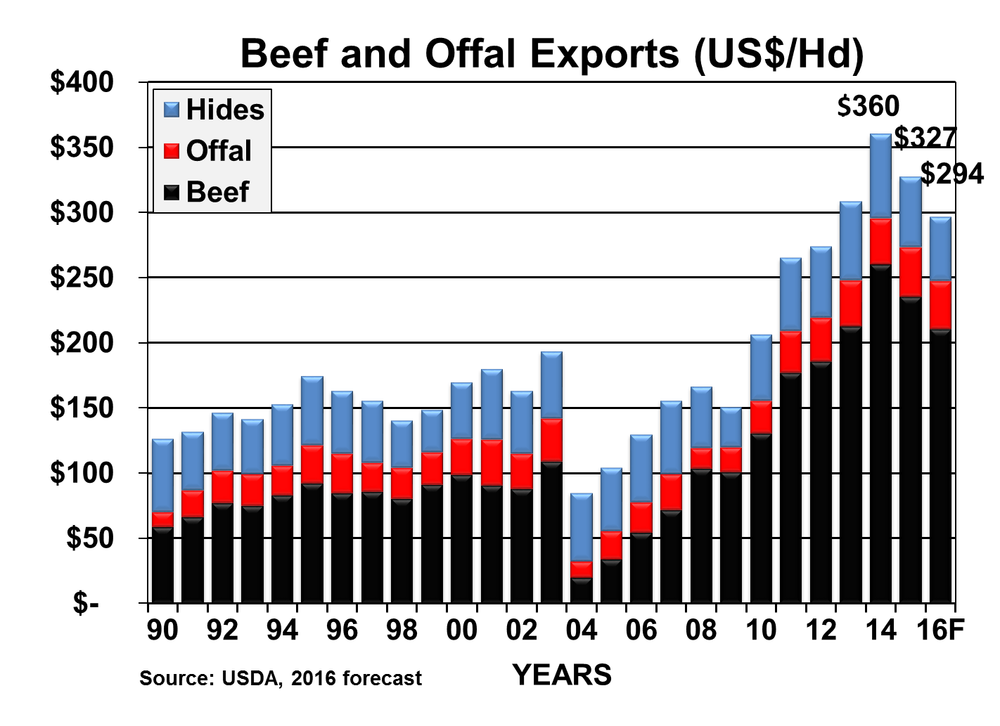 Beef and Offal Exports (US$/Hd)
$400
$350
$300
$250
$200
$150
$100
$50
$-
Hides
Offal
Beef
$360
$327
$294
90 92 94 96 98 00 02 04 06 08 10 12 14 16F
YEARS
Source: USDA, 2016 forecast